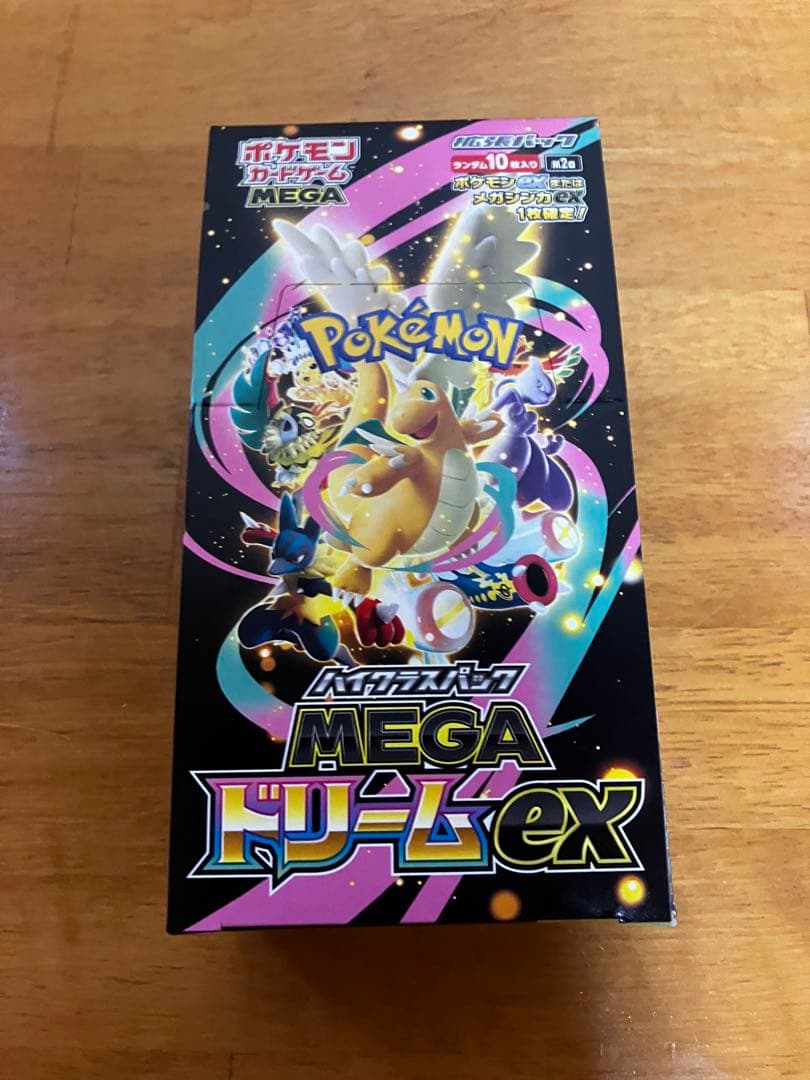 ポケモン
カードゲーム
MEGA
拡張パック
ランダム10枚入り M2a
ポケモンexまたは
メガシンカex
1枚確定!
POKéMON
ハイクラスパック
MEGA
ドリームex